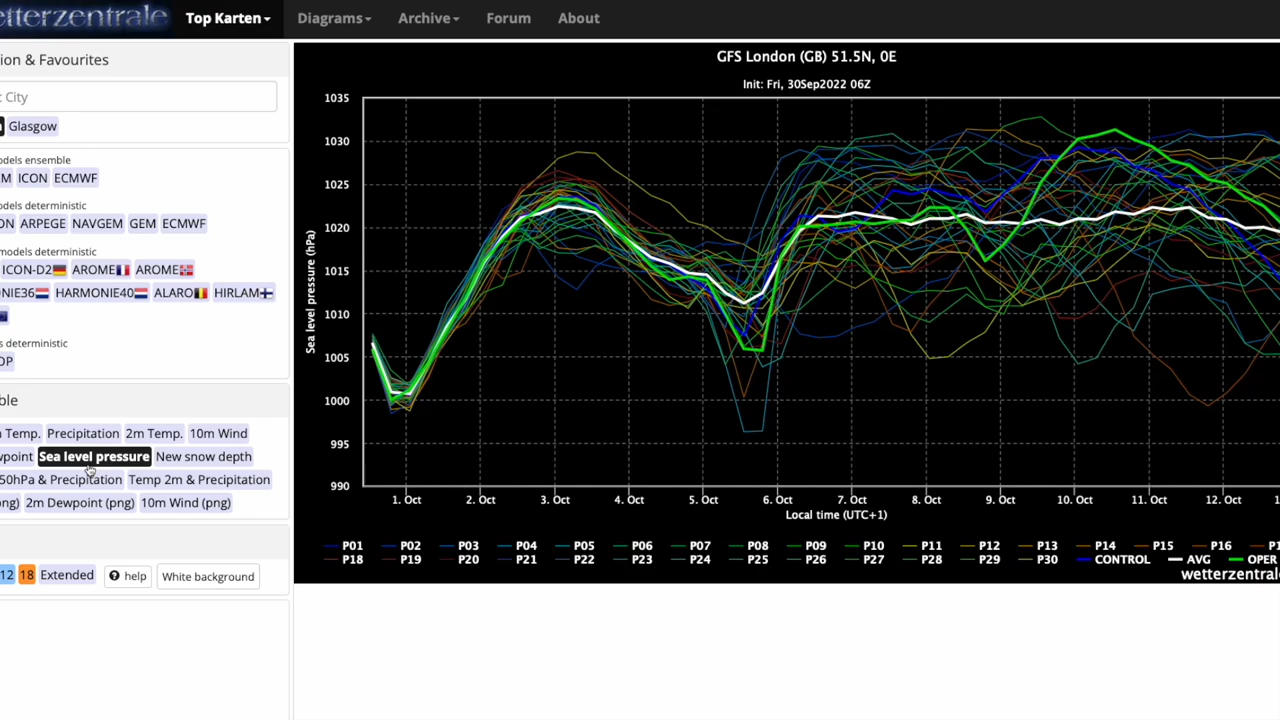 etterzentrale Top Karten Diagrams Archive Forum About
ion & Favourites
: City
Glasgow
odels ensemble
EM ICON ECMWF
odels deterministic
ON ARPEGE NAVGEM GEM ECMWF
models deterministic
ICON-D2 AROME AROME
NIE36 HARMONIE40 ALARO HIRLAM
s deterministic
OP
ble
n Temp. Precipitation 2m Temp. 10m Wind
wpoint Sea level pressure New snow depth
50hPa & Precipitation Temp 2m & Precipitation
png) 2m Dewpoint (png) 10m Wind (png)
12 18 Extended help White background
GFS London (GB) 51.5N, 0E
Init: Fri, 30Sep2022 06Z
Sea level pressure (hPa)
1035
1030
1025
1020
1015
1010
1005
1000
995
990
1. Oct 2. Oct 3. Oct 4. Oct 5. Oct 6. Oct 7. Oct 8. Oct 9. Oct 10. Oct 11. Oct 12. Oct 1
Local time (UTC+1)
P01 P02 P03 P04 P05 P06 P07 P08 P09 P10 P11 P12 P13 P14 P15 P16 P1
P18 P19 P20 P21 P22 P23 P24 P25 P26 P27 P28 P29 P30 CONTROL AVG OPER
wetterzentrale